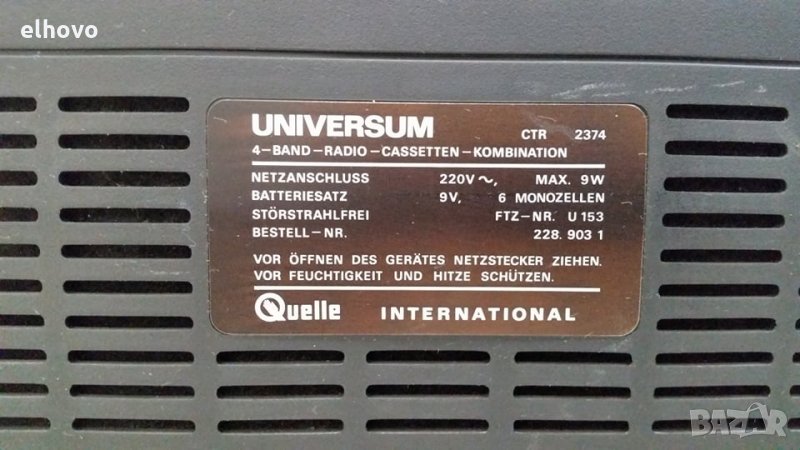 elhovo
UNIVERSUM CTR 2374
4-BAND-RADIO-CASSETTEN-KOMBINATION
NETZANSCHLUSS 220V ~, MAX. 9W
BATTERIESATZ 9V, 6 MONOZELLEN
STÖRSTRAHLFREI FTZ-NR. U 153
BESTELL-NR. 228. 903 1
VOR ÖFFNEN DES GERÄTES NETZSTECKER ZIEHEN.
VOR FEUCHTIGKEIT UND HITZE SCHÜTZEN.
Quelle INTERNATIONAL
BAZAR